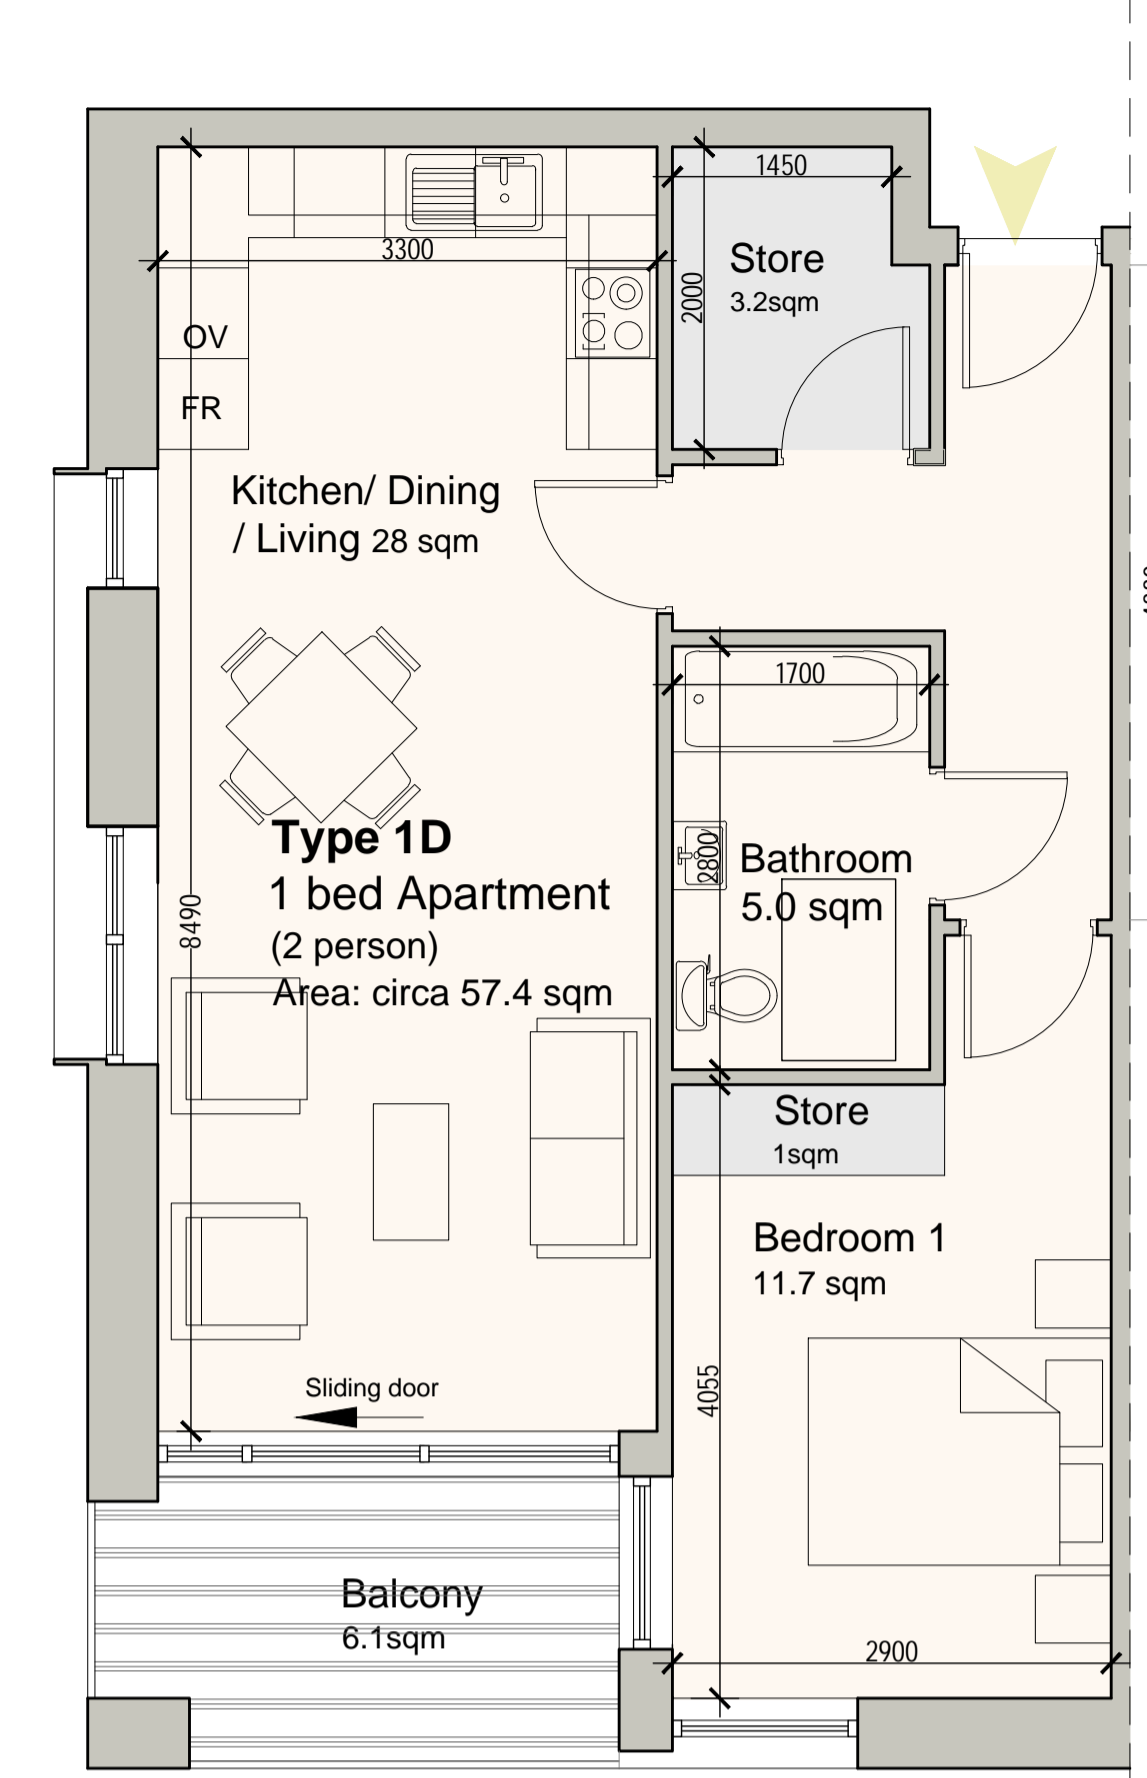 1450
Store
3.2sqm
2000
3300
OV
FR
Kitchen/ Dining
/ Living 28 sqm
1700
2800
Bathroom
5.0 sqm
Type 1D
1 bed Apartment
(2 person)
Area: circa 57.4 sqm
8490
Store
1sqm
Bedroom 1
11.7 sqm
4055
Sliding door
2900
Balcony
6.1sqm